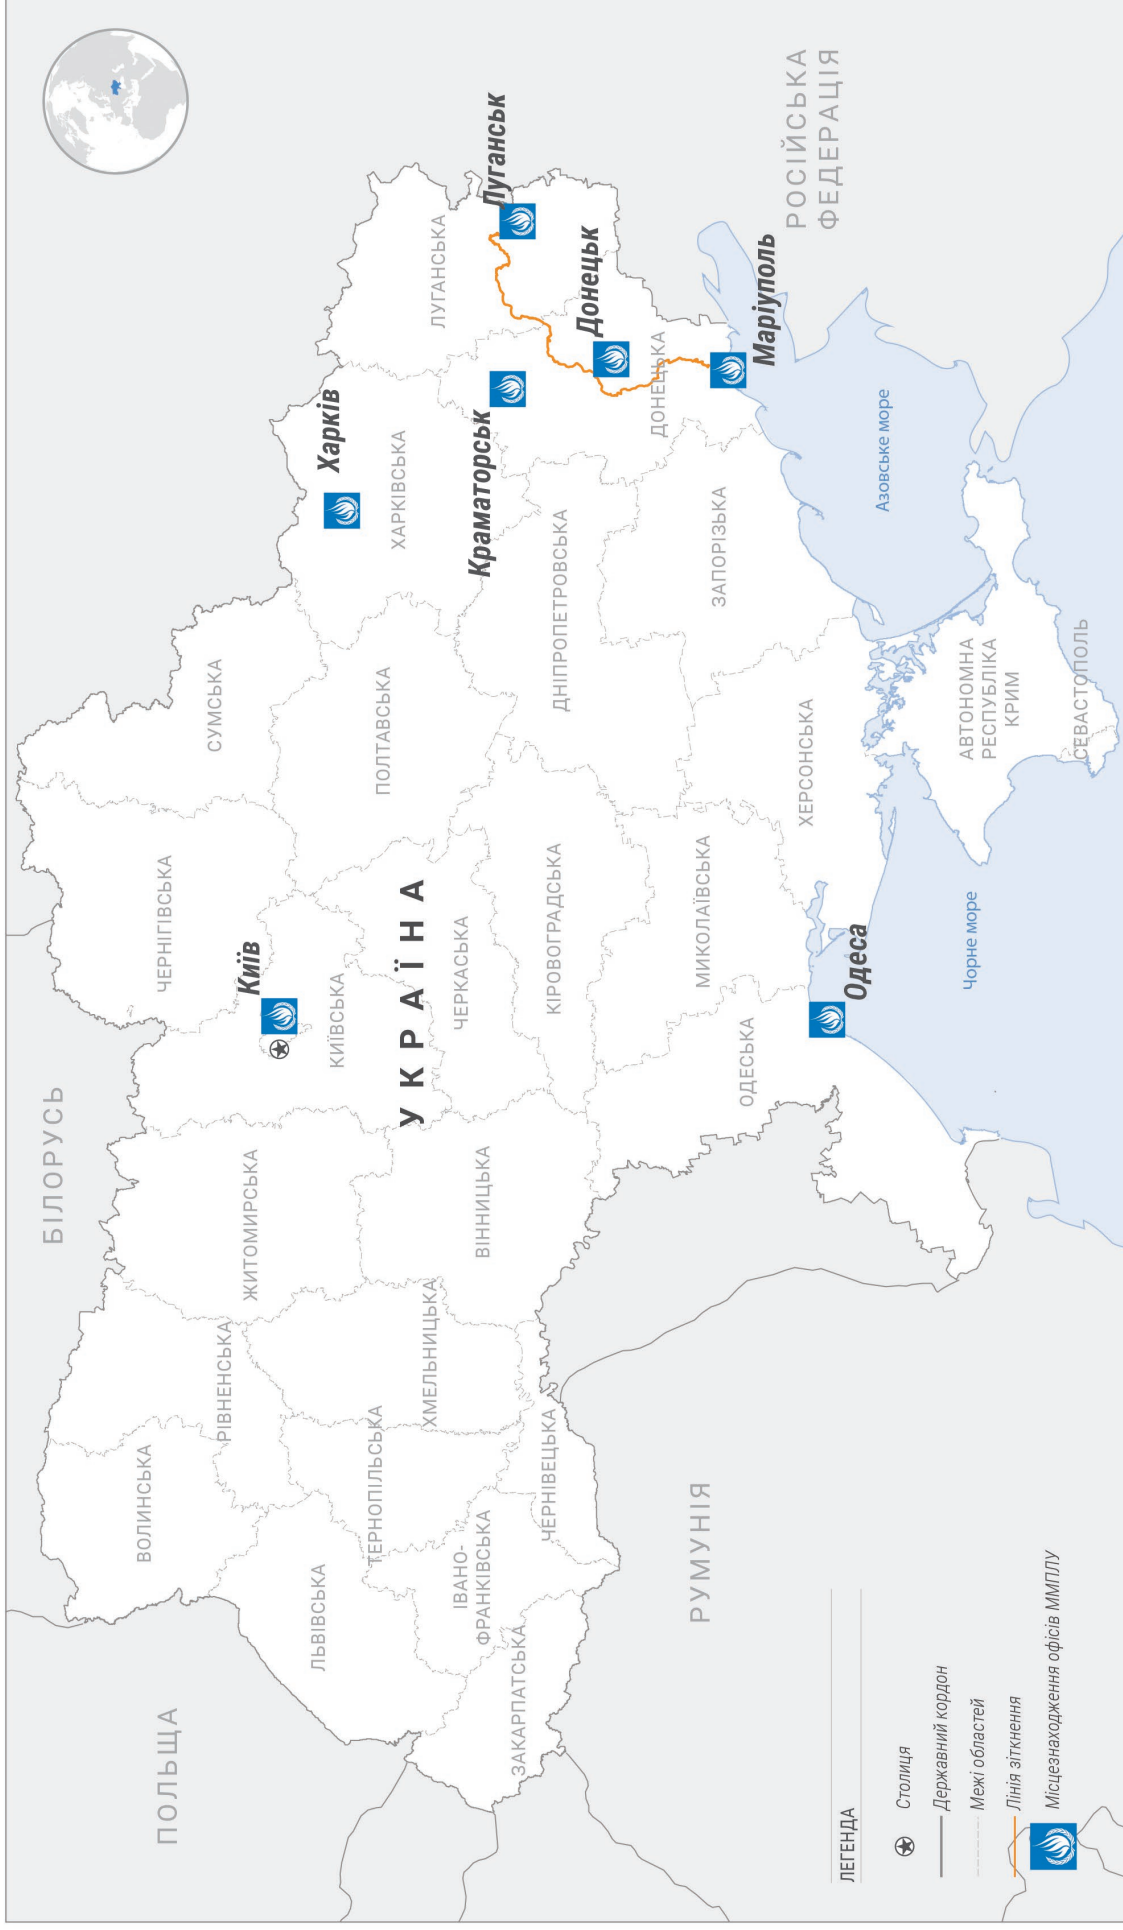 БІЛОРУСЬ
ПОЛЬЩА
РУМУНІЯ
РОСІЙСЬКА
ФЕДЕРАЦІЯ
УКРАЇНА
ВОЛИНСЬКА
РІВНЕНСЬКА
ЖИТОМИРСЬКА
Київ
КИЇВСЬКА
ЧЕРНІГІВСЬКА
СУМСЬКА
ЛЬВІВСЬКА
ТЕРНОПІЛЬСЬКА
ХМЕЛЬНИЦЬКА
ВІННИЦЬКА
ЧЕРКАСЬКА
ПОЛТАВСЬКА
Харків
ХАРКІВСЬКА
ЛУГАНСЬКА
Луганськ
ЗАКАРПАТСЬКА
ІВАНО-
ФРАНКІВСЬКА
ЧЕРНІВЕЦЬКА
КІРОВОГРАДСЬКА
ДНІПРОПЕТРОВСЬКА
Краматорськ
Донецьк
ДОНЕЦЬКА
Маріуполь
ОДЕСЬКА
Одеса
МИКОЛАЇВСЬКА
ХЕРСОНСЬКА
ЗАПОРІЗЬКА
Азовське море
Чорне море
АВТОНОМНА
РЕСПУБЛІКА
КРИМ
СЕВАСТОПОЛЬ
ЛЕГЕНДА
Столиця
Державний кордон
Межі областей
Лінія зіткнення
Місцезнаходження офісів ММПЛУ